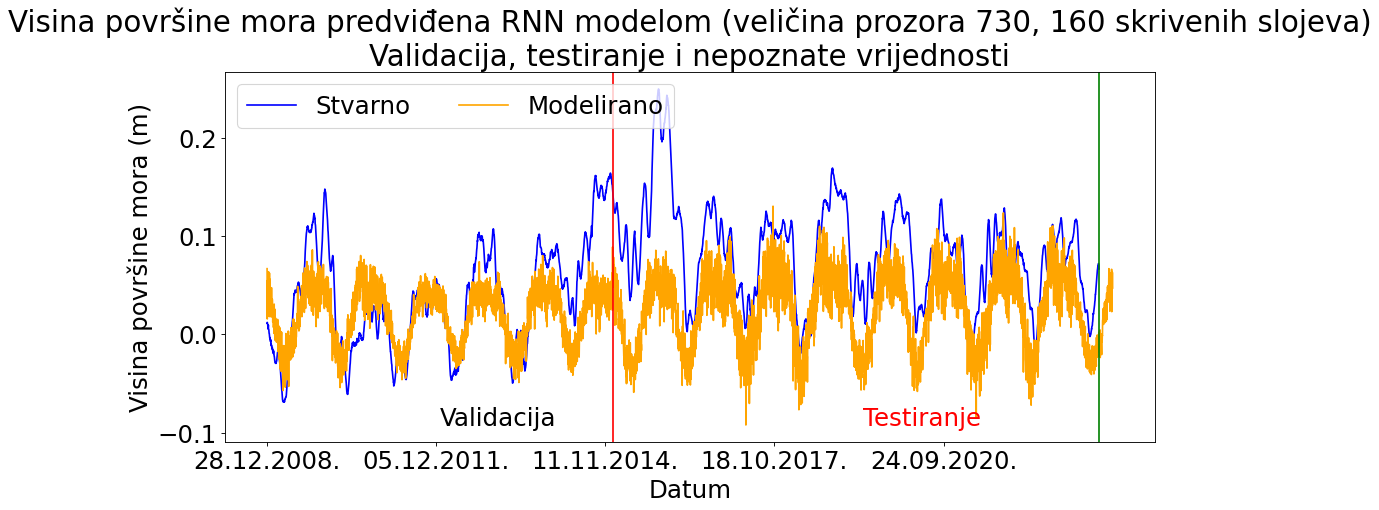 Visina površine mora predviđena RNN modelom (veličina prozora 730, 160 skrivenih slojeva)
Validacija, testiranje i nepoznate vrijednosti
Stvarno
Modelirano
Visina površine mora (m)
0.2
0.1
0.0
−0.1
Validacija
Testiranje
28.12.2008.
05.12.2011.
11.11.2014.
18.10.2017.
24.09.2020.
Datum